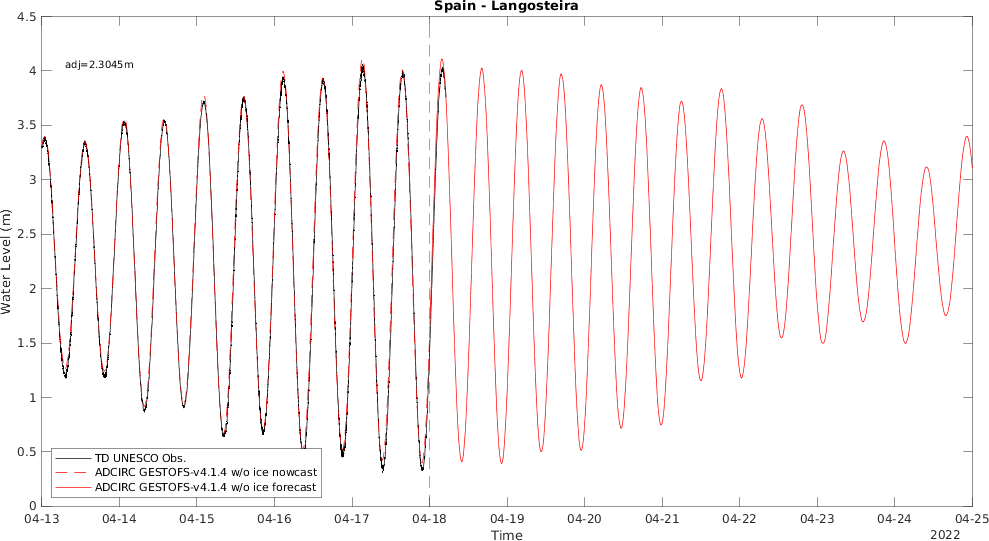 Spain - Langosteira
4.5
4
3.5
3
2.5
2
1.5
1
0.5
0
Water Level (m)
adj=2.3045m
TD UNESCO Obs.
ADCIRC GESTOFS-v4.1.4 w/o ice nowcast
ADCIRC GESTOFS-v4.1.4 w/o ice forecast
04-13 04-14 04-15 04-16 04-17 04-18 04-19 04-20 04-21 04-22 04-23 04-24 04-25
Time
2022